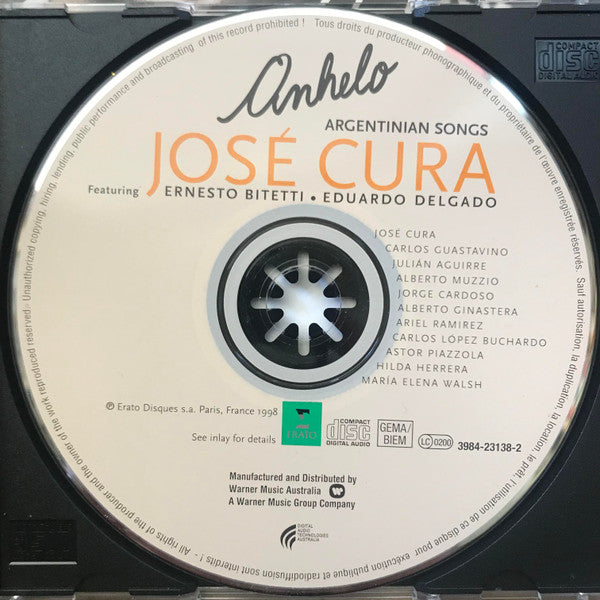 Anhelo
ARGENTINIAN SONGS
JOSÉ CURA
Featuring ERNESTO BITETTI • EDUARDO DELGADO
JOSÉ CURA
CARLOS GUASTAVINO
JULIÁN AGUIRRE
ALBERTO MUZZIO
JORGE CARDOSO
ALBERTO GINASTERA
ARIEL RAMIREZ
CARLOS LÓPEZ BUCHARDO
ASTOR PIAZZOLA
HILDA HERRERA
MARÍA ELENA WALSH
℗ Erato Disques s.a. Paris, France 1998
See inlay for details
ERATO
COMPACT
disc
DIGITAL AUDIO
GEMA/
BIEM
LC 0200
3984-23138-2
Manufactured and Distributed by
Warner Music Australia
A Warner Music Group Company
DIGITAL
AUDIO
TECHNOLOGIES
AUSTRALIA
- All rights of the producer and the owner of the work reproduced reserved - Unauthorized copying, hiring, lending, public performance and broadcasting of this record prohibited ! Tous droits du producteur phonographique et du propriétaire de l'œuvre enregistrée réservés. Sauf autorisation, la duplication, la location, le prêt, l'utilisation de ce disque pour exécution publique et radiodiffusion sont interdits !
COMPACT
disc
DIGITAL AUDIO